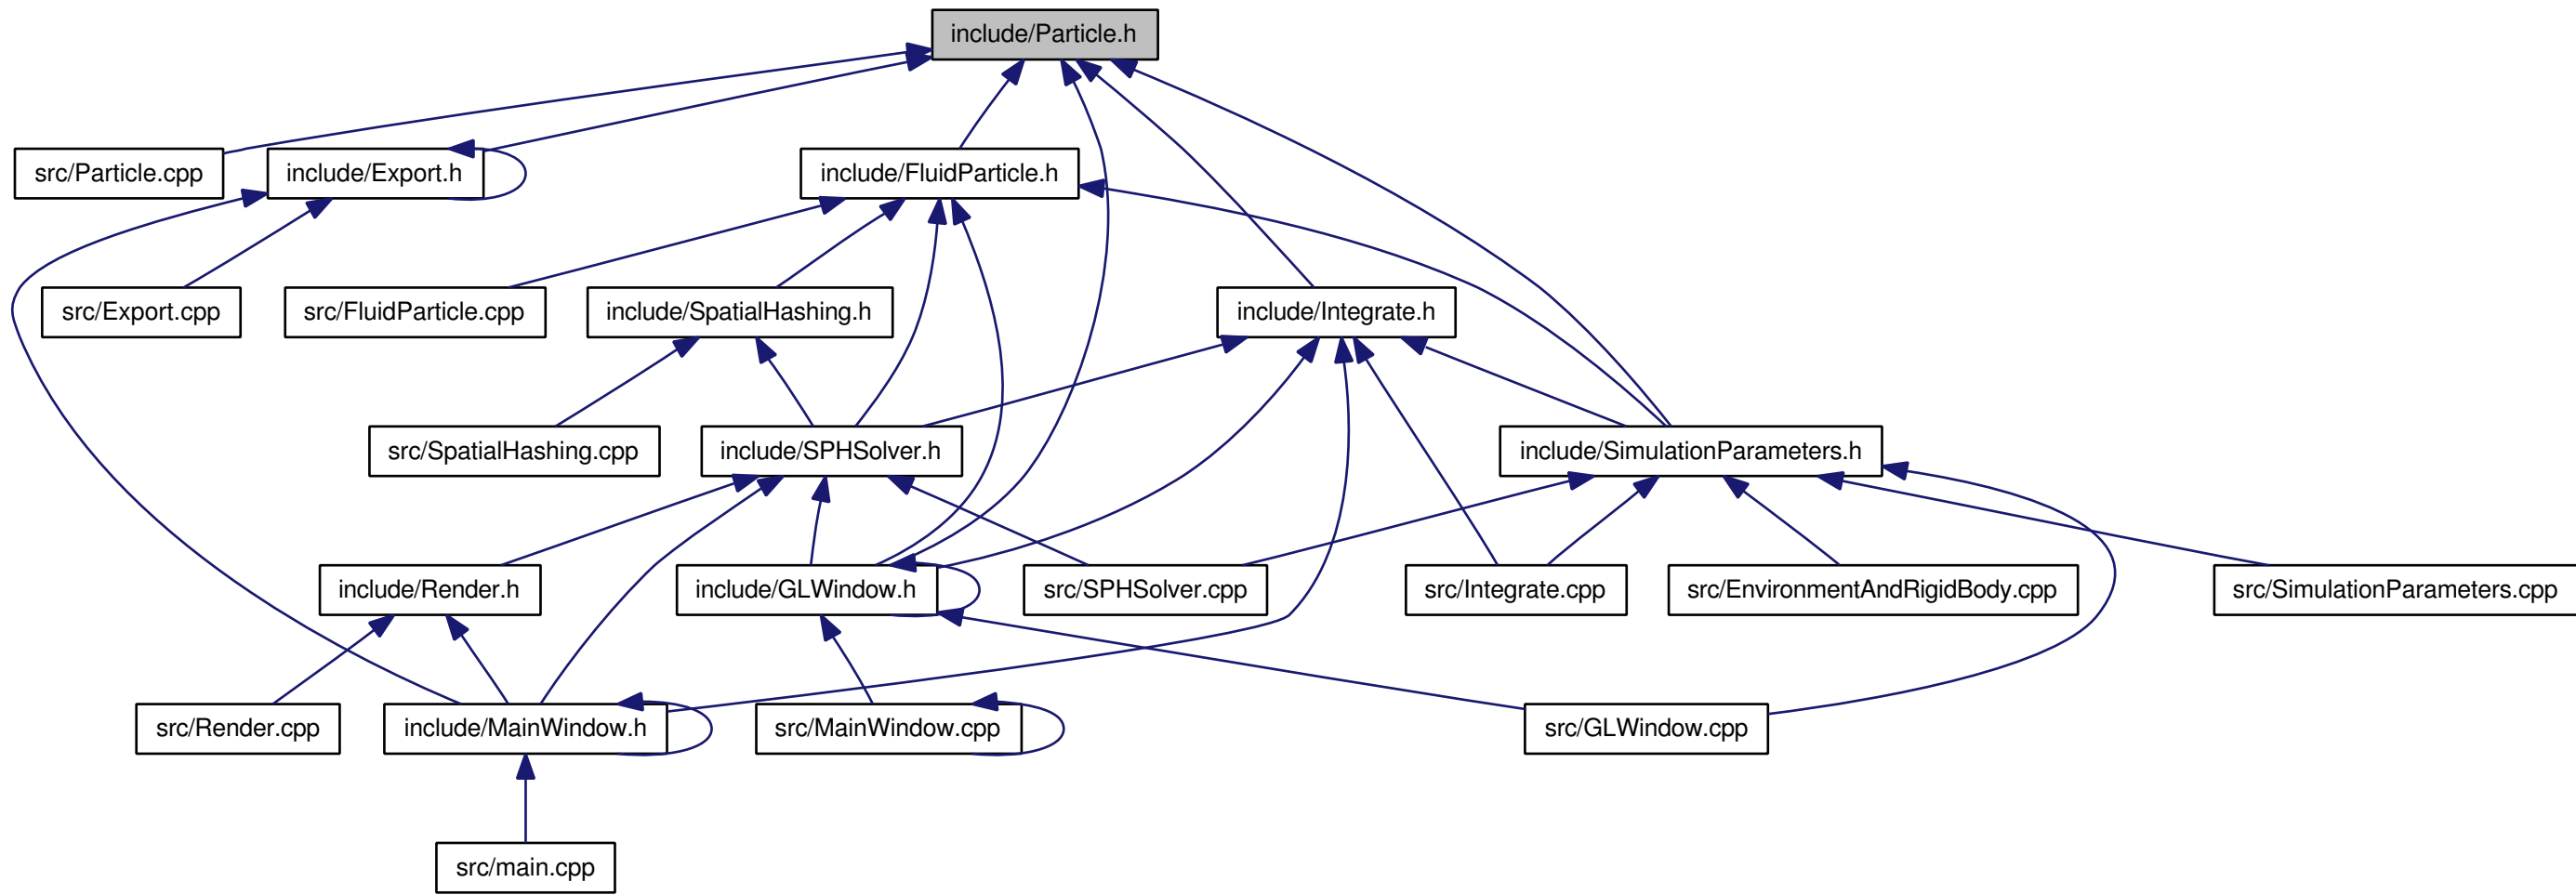 include/Particle.h
src/Particle.cpp
include/Export.h
include/FluidParticle.h
src/Export.cpp
src/FluidParticle.cpp
include/SpatialHashing.h
include/Integrate.h
src/SpatialHashing.cpp
include/SPHSolver.h
include/SimulationParameters.h
include/Render.h
include/GLWindow.h
src/SPHSolver.cpp
src/Integrate.cpp
src/EnvironmentAndRigidBody.cpp
src/SimulationParameters.cpp
src/Render.cpp
include/MainWindow.h
src/MainWindow.cpp
src/GLWindow.cpp
src/main.cpp